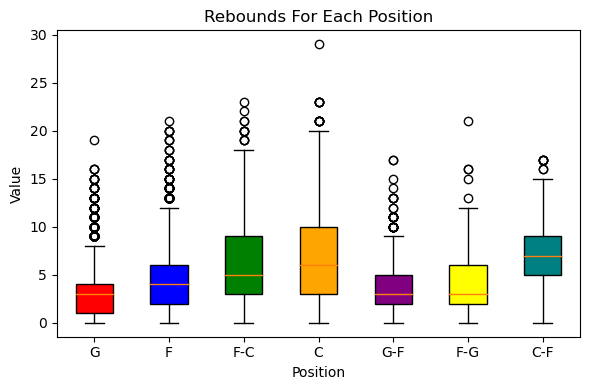 Rebounds For Each Position
30
25
20
15
10
5
0
Value
G F F-C C G-F F-G C-F
Position